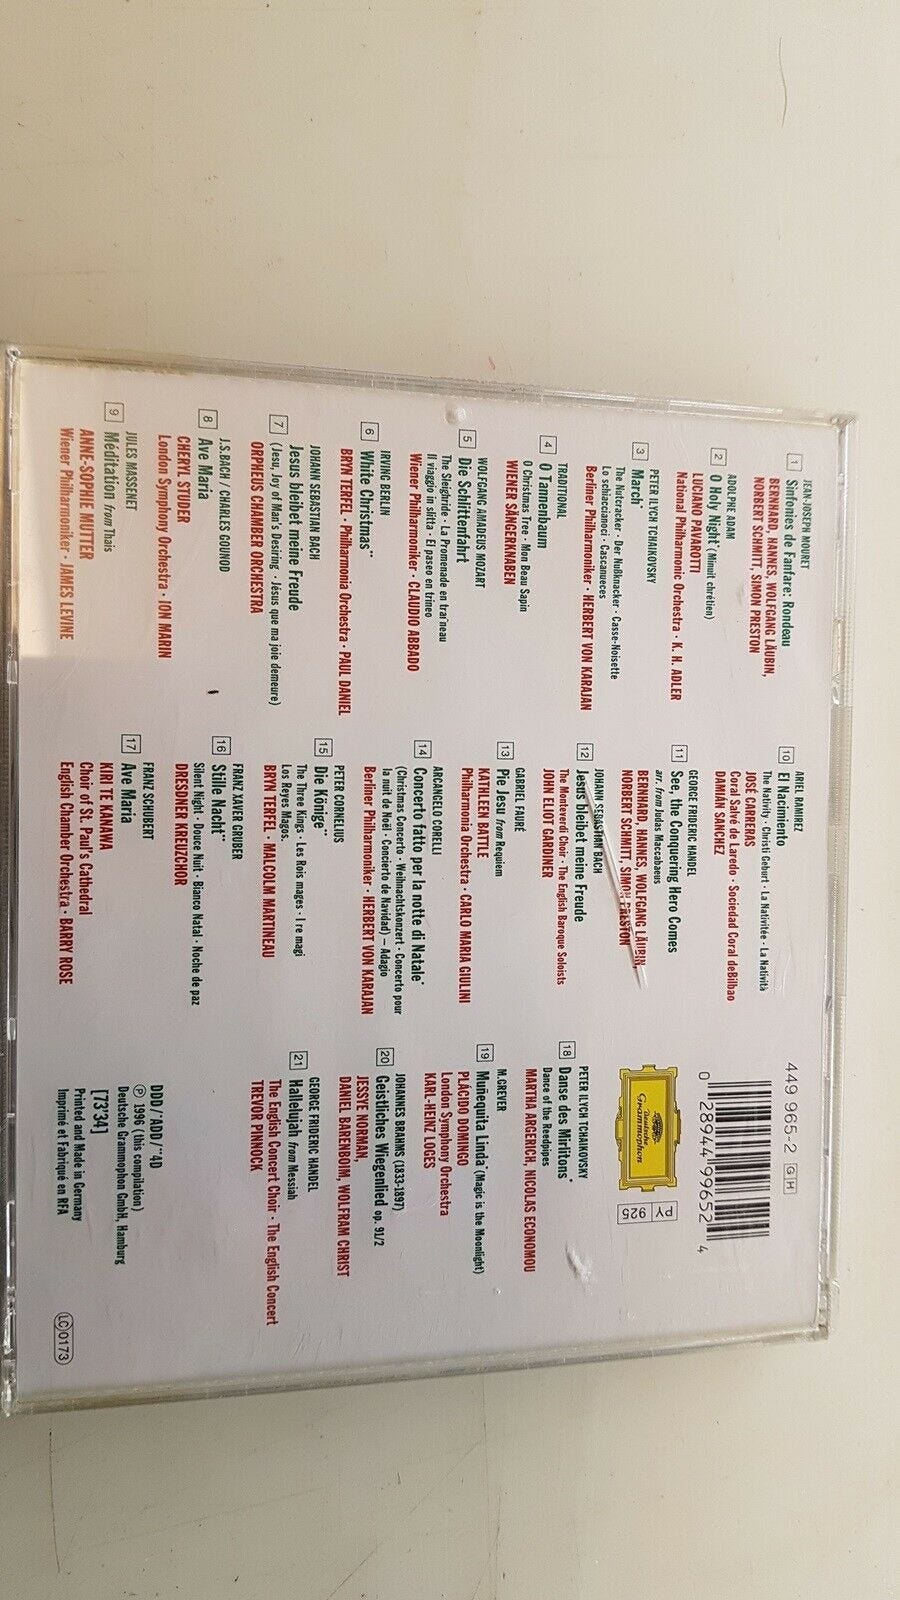 1 JEAN-JOSEPH MOURET
Sinfonies de Fanfare: Rondeau
BERNHARD, HANNES, WOLFGANG LÄUBIN,
NORBERT SCHMITT, SIMON PRESTON
2 ADOLPHE ADAM
O Holy Night* (Minuit chrétien)
LUCIANO PAVAROTTI
National Philharmonic Orchestra · K. H. ADLER
3 PETER ILYCH TCHAIKOVSKY
March*
The Nutcracker · Der Nußknacker · Casse-Noisette
Lo schiaccianoci · Cascanueces
Berliner Philharmoniker · HERBERT VON KARAJAN
4 TRADITIONAL
O Tannenbaum
O Christmas Tree · Mon Beau Sapin
WIENER SÄNGERKNABEN
5 WOLFGANG AMADEUS MOZART
Die Schlittenfahrt
The Sleighride · La Promenade en traîneau
Il viaggio in slitta · El paseo en trineo
Wiener Philharmoniker · CLAUDIO ABBADO
6 IRVING BERLIN
White Christmas**
BRYN TERFEL · Philharmonia Orchestra · PAUL DANIEL
7 JOHANN SEBASTIAN BACH
Jesus bleibet meine Freude
(Jesu, Joy of Man's Desiring · Jésus que ma joie demeure)
ORPHEUS CHAMBER ORCHESTRA
8 J.S.BACH / CHARLES GOUNOD
Ave Maria
CHERYL STUDER
London Symphony Orchestra · ION MARIN
9 JULES MASSENET
Méditation from Thais
ANNE-SOPHIE MUTTER
Wiener Philharmoniker · JAMES LEVINE
10 ARIEL RAMIREZ
El Nacimiento
The Nativity · Christi Geburt · La Nativitée · La Natività
JOSÉ CARRERAS
Coral Salvé de Laredo · Sociedad Coral deBilbao
DAMIÁN SANCHEZ
11 GEORGE FRIDERIC HANDEL
See, the Conquering Hero Comes
arr. from Judas Maccabaeus
BERNHARD, HANNES, WOLFGANG LÄUBIN,
NORBERT SCHMITT, SIMON PRESTON
12 JOHANN SEBASTIAN BACH
Jesus bleibet meine Freude
The Monteverdi Choir · The English Baroque Soloists
JOHN ELIOT GARDINER
13 GABRIEL FAURÉ
Pie Jesu from Requiem
KATHLEEN BATTLE
Philharmonia Orchestra · CARLO MARIA GIULINI
14 ARCANGELO CORELLI
Concerto fatto per la notte di Natale*
(Christmas Concerto · Weihnachtskonzert · Concerto pour
la nuit de Noël · Concierto de Navidad) – Adagio
Berliner Philharmoniker · HERBERT VON KARAJAN
15 PETER CORNELIUS
Die Könige**
The Three Kings · Les Rois mages · I re magi
Los Reyes Magos.
BRYN TERFEL · MALCOLM MARTINEAU
16 FRANZ XAVER GRUBER
Stille Nacht**
Silent Night · Douce Nuit · Bianco Natal · Noche de paz
DRESDNER KREUZCHOR
17 FRANZ SCHUBERT
Ave Maria
KIRI TE KANAWA
Choir of St. Paul's Cathedral
English Chamber Orchestra · BARRY ROSE
449 965-2 GH
0 28944 99652 4
Deutsche
Grammophon
PY 925
18 PETER ILYCH TCHAIKOVSKY
Danse des Mirlitons*
Dance of the Reedpipes
MARTHA ARGERICH, NICOLAS ECONOMOU
19 M.GREVER
Muñequita Linda* (Magic is the Moonlight)
PLÁCIDO DOMINGO
London Symphony Orchestra
KARL-HEINZ LOGES
20 JOHANNES BRAHMS (1833-1897)
Geistliches Wiegenlied op. 91/2
JESSYE NORMAN,
DANIEL BARENBOIM, WOLFRAM CHRIST
21 GEORGE FRIDERIC HANDEL
Hallelujah from Messiah
The English Concert Choir · The English Concert
TREVOR PINNOCK
DDD/*ADD/**4D
℗ 1996 (this compilation)
Deutsche Grammophon GmbH, Hamburg
[73'34]
Printed and Made in Germany
Imprimé et Fabriqué en RFA
LC 0173